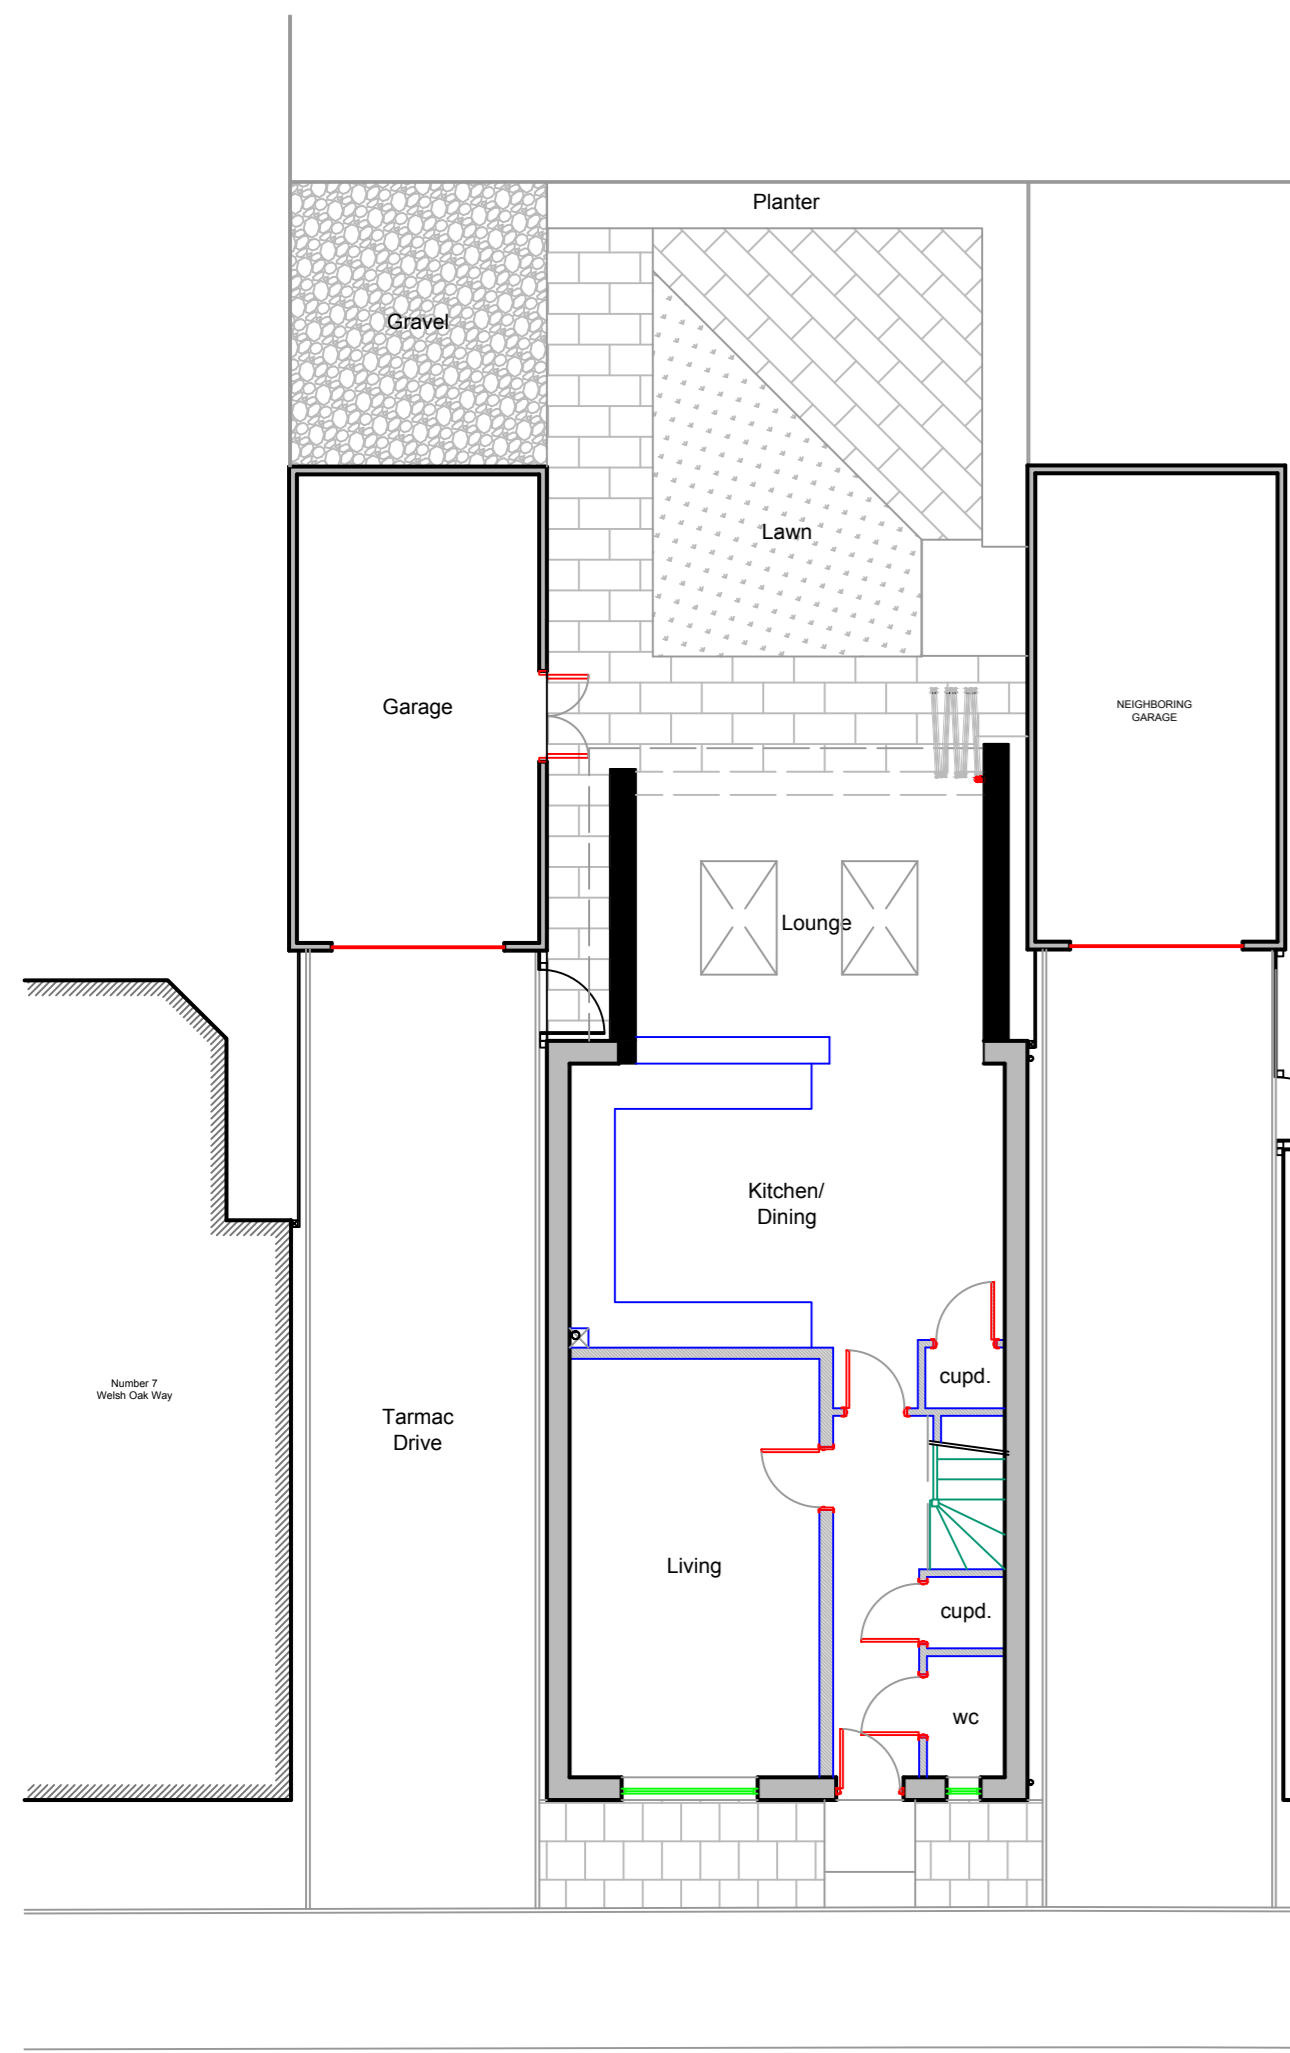 Planter
Gravel
Lawn
Garage
NEIGHBORING
GARAGE
Lounge
Kitchen/
Dining
cupd.
Number 7
Welsh Oak Way
Tarmac
Drive
Living
cupd.
wc